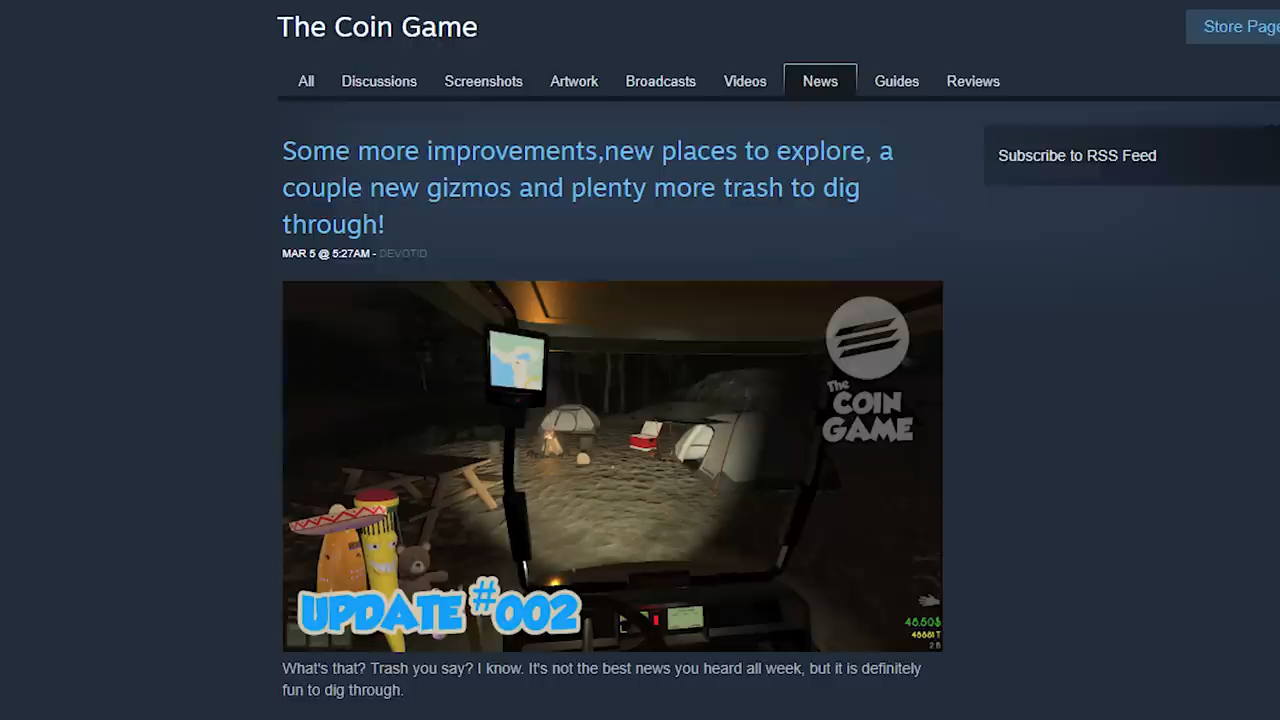 The Coin Game
Store Page
All Discussions Screenshots Artwork Broadcasts Videos News Guides Reviews
Some more improvements,new places to explore, a
couple new gizmos and plenty more trash to dig
through!
MAR 5 @ 5:27AM - DEVOTID
Subscribe to RSS Feed
The
COIN
GAME
UPDATE #002
46.60$
What's that? Trash you say? I know. It's not the best news you heard all week, but it is definitely
fun to dig through.